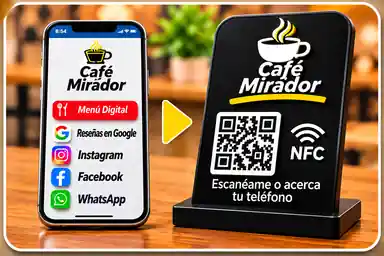 8:54
Café
Mirador
Menú Digital
Reseñas en Google
Instagram
Facebook
WhatsApp
Café
Mirador
NFC
Escanéame o acerca
tu teléfono